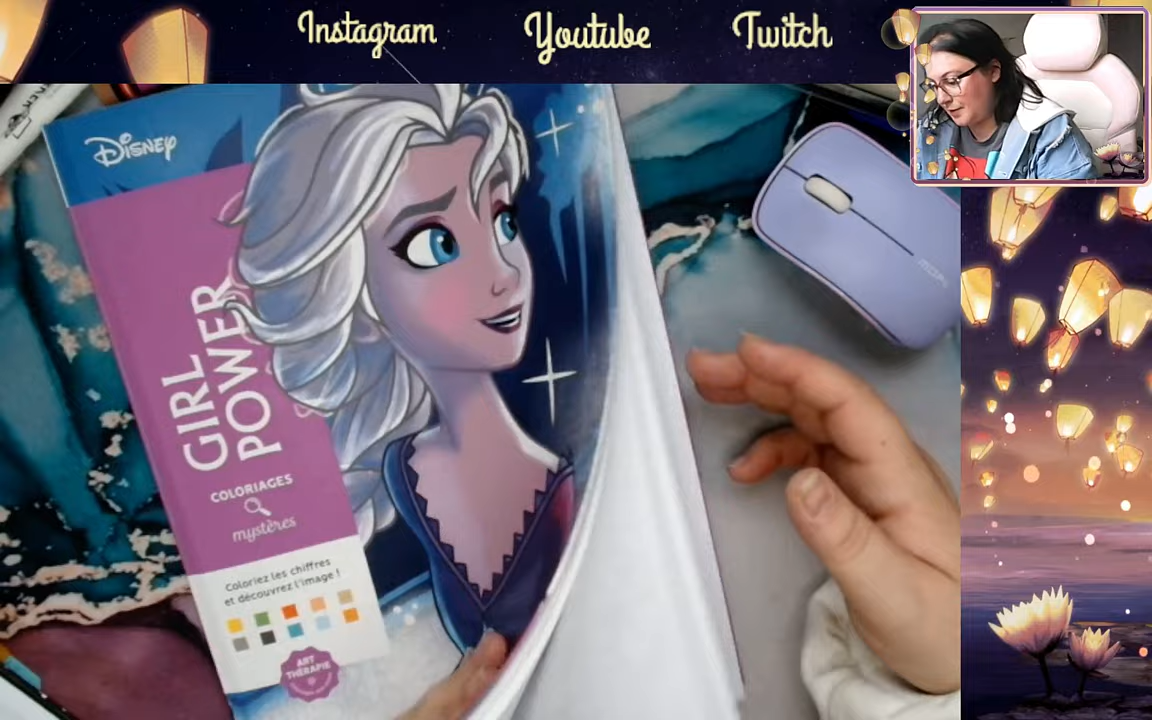 Instagram
Youtube
Twitch
Disney
GIRL
POWER
COLORIAGES
mystères
Coloriez les chiffres
et découvrez l'image !
ART
THÉRAPIE